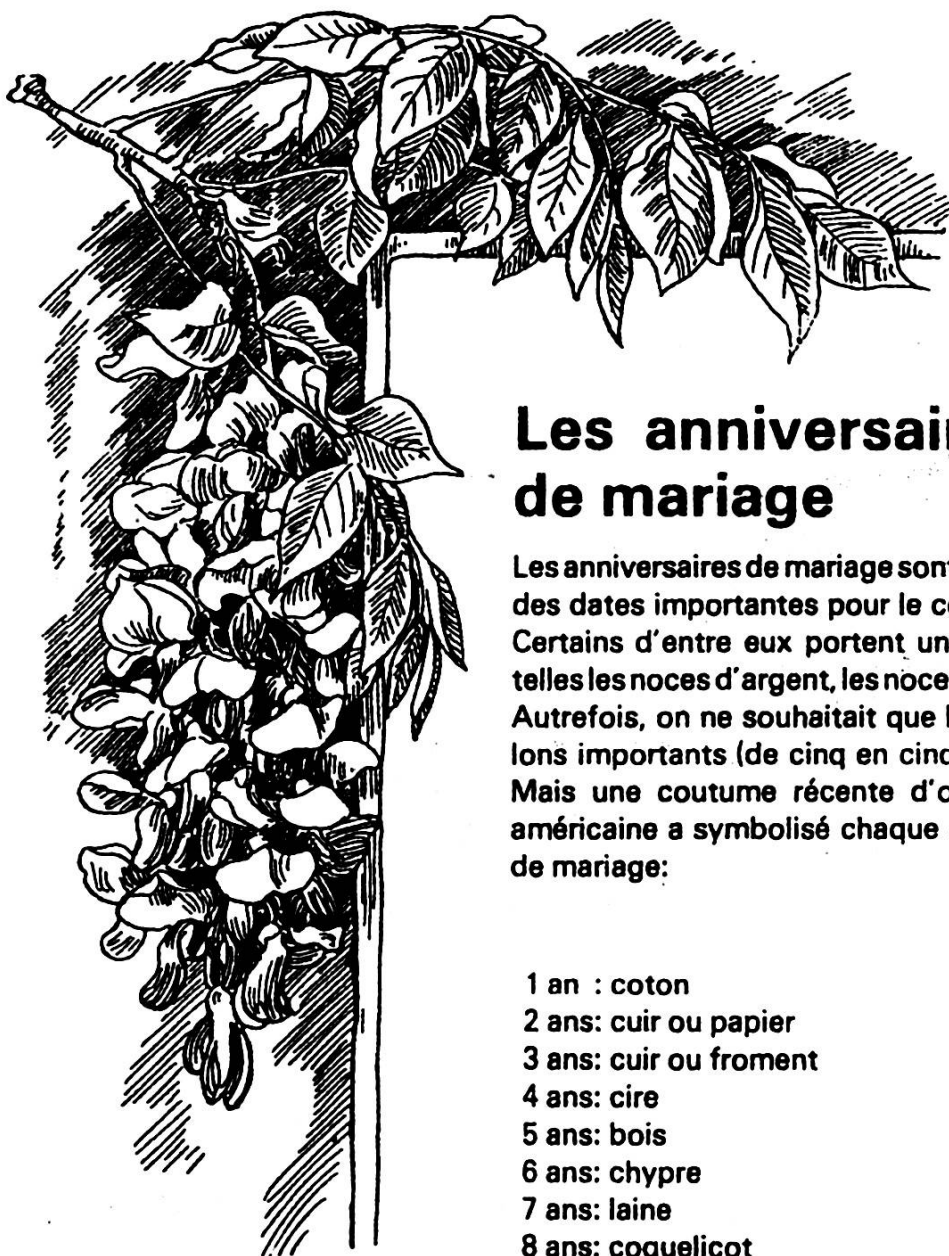 Les anniversai
de mariage
Les anniversaires de mariage sont
des dates importantes pour le c
Certains d'entre eux portent un
telles les noces d'argent, les noce
Autrefois, on ne souhaitait que
lons importants (de cinq en cinq
Mais une coutume récente d'o
américaine a symbolisé chaque
de mariage:
1 an : coton
2 ans: cuir ou papier
3 ans: cuir ou froment
4 ans: cire
5 ans: bois
6 ans: chypre
7 ans: laine
8 ans: coquelicot